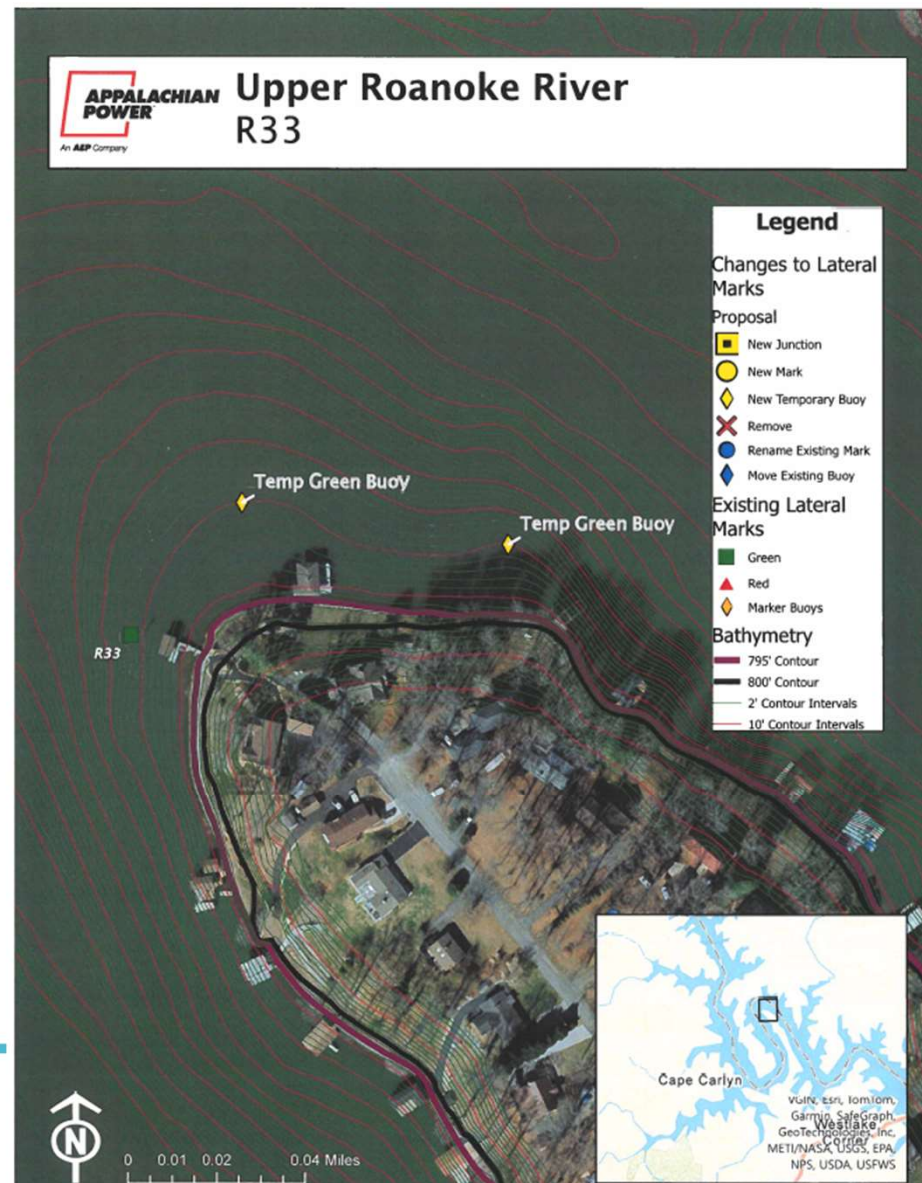 APPALACHIAN
POWER
An AEP Company
Upper Roanoke River
R33
Legend
Changes to Lateral
Marks
Proposal
New Junction
New Mark
New Temporary Buoy
Remove
Rename Existing Mark
Move Existing Buoy
Existing Lateral
Marks
Green
Red
Marker Buoys
Bathymetry
795' Contour
800' Contour
2' Contour Intervals
10' Contour Intervals
Temp Green Buoy
Temp Green Buoy
R33
Cape Carlyn
Westlake
Corner
VGIN, Esri, TomTom,
Garmin, SafeGraph,
GeoTechnologies, Inc,
METI/NASA, USGS, EPA,
NPS, USDA, USFWS
N
0 0.01 0.02 0.04 Miles